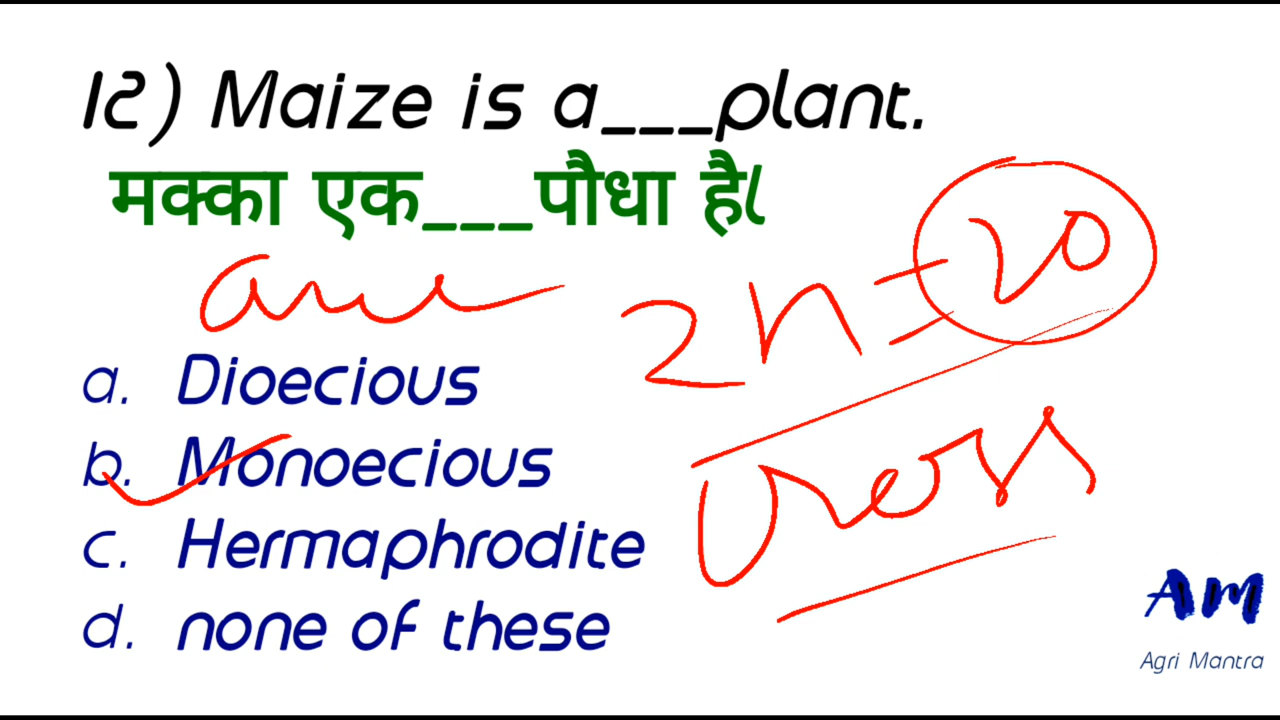 12) Maize is a___plant.
मक्का एक___पौधा है।
2n = 20
a. Dioecious
b. Monoecious
c. Hermaphrodite
d. none of these
AM
Agri Mantra